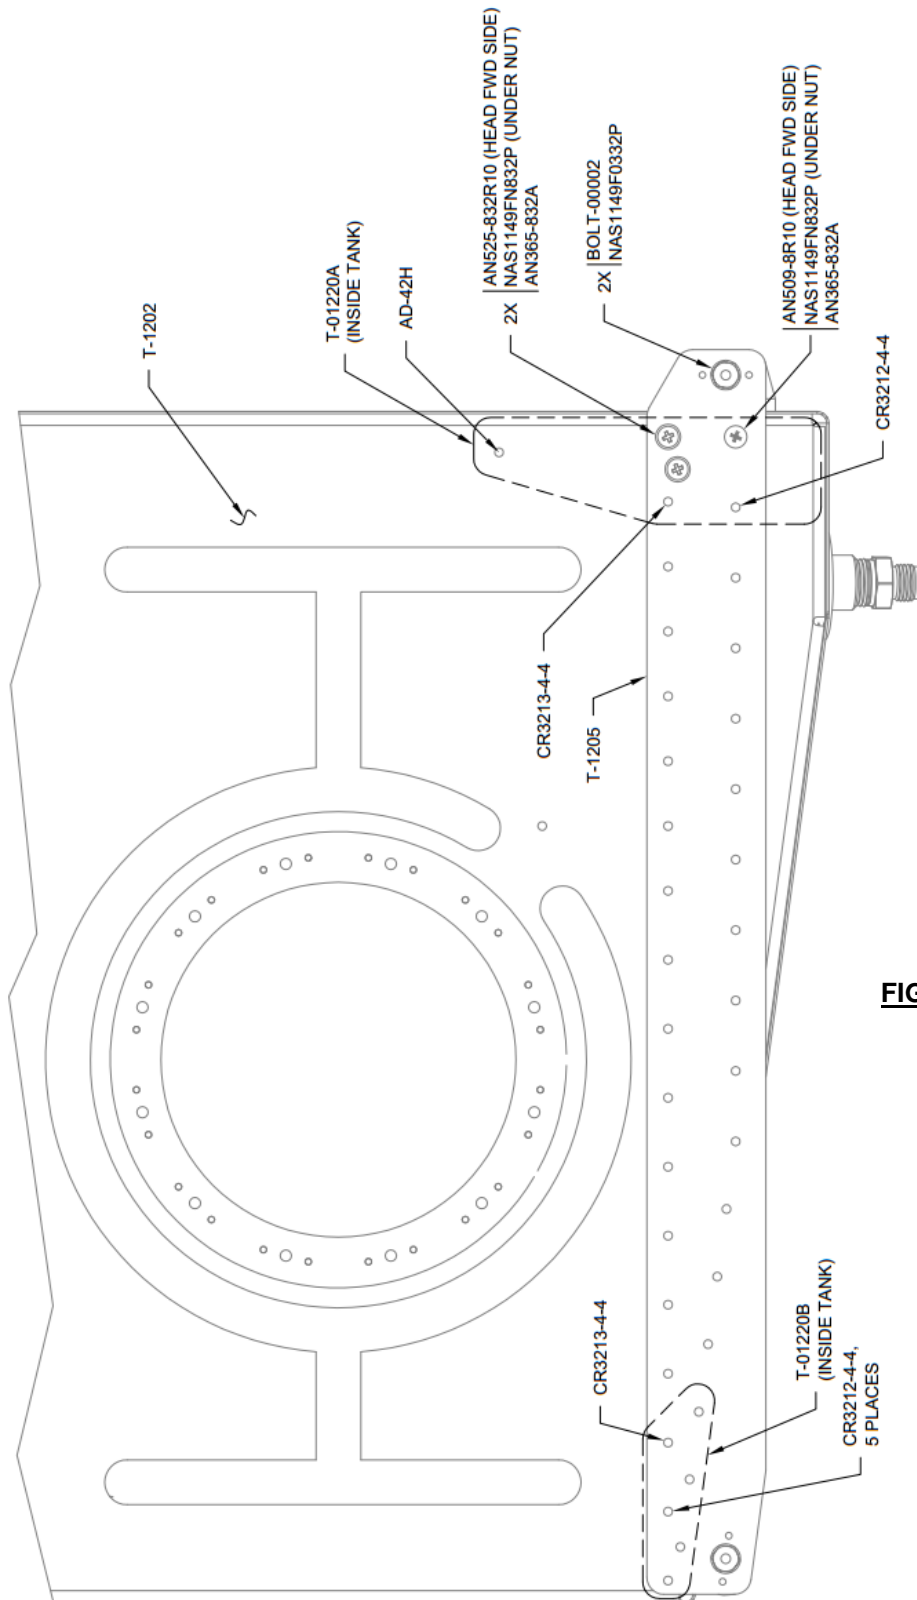 T-1202
T-01220A
(INSIDE TANK)
AD-42H
2X
AN525-832R10 (HEAD FWD SIDE)
NAS1149FN832P (UNDER NUT)
AN365-832A
2X
BOLT-00002
NAS1149F0332P
AN509-8R10 (HEAD FWD SIDE)
NAS1149FN832P (UNDER NUT)
AN365-832A
CR3212-4-4
CR3213-4-4
T-1205
FIG
CR3213-4-4
T-01220B
(INSIDE TANK)
CR3212-4-4,
5 PLACES